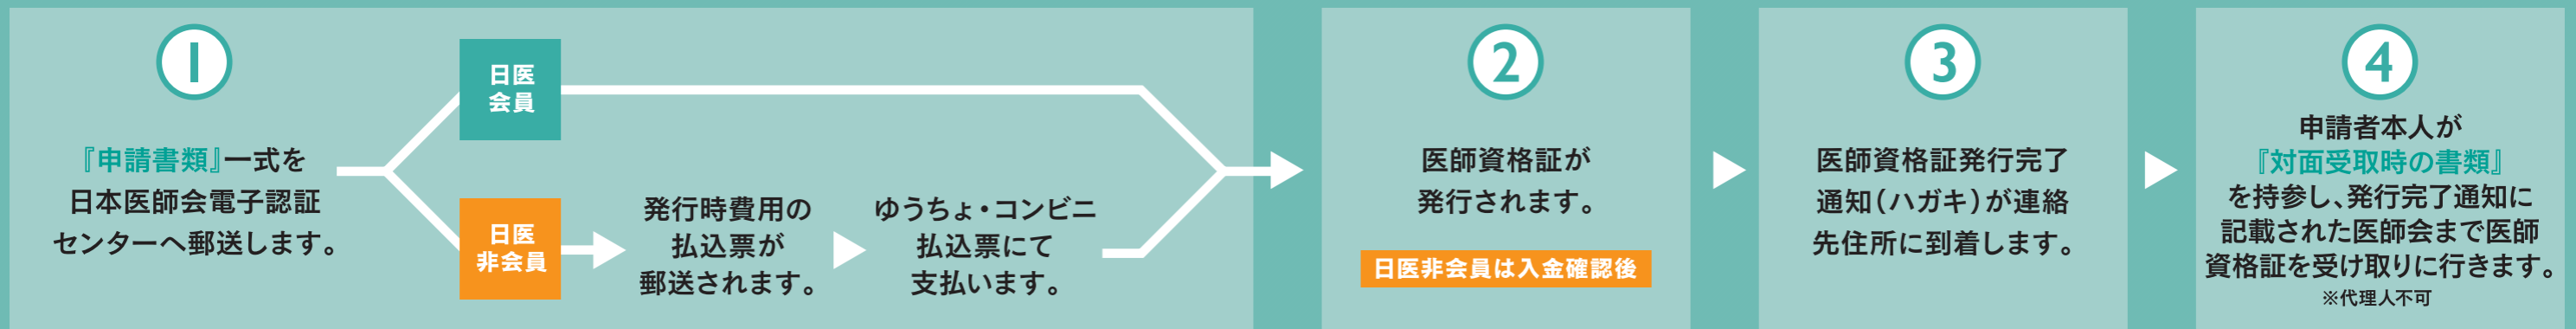 1
『申請書類』一式を
日本医師会電子認証
センターへ郵送します。
日医
会員
日医
非会員
発行時費用の
払込票が
郵送されます。
ゆうちょ・コンビニ
払込票にて
支払います。
2
医師資格証が
発行されます。
日医非会員は入金確認後
3
医師資格証発行完了
通知(ハガキ)が連絡
先住所に到着します。
4
申請者本人が
『対面受取時の書類』
を持参し、発行完了通知に
記載された医師会まで医師
資格証を受け取りに行きます。
※代理人不可